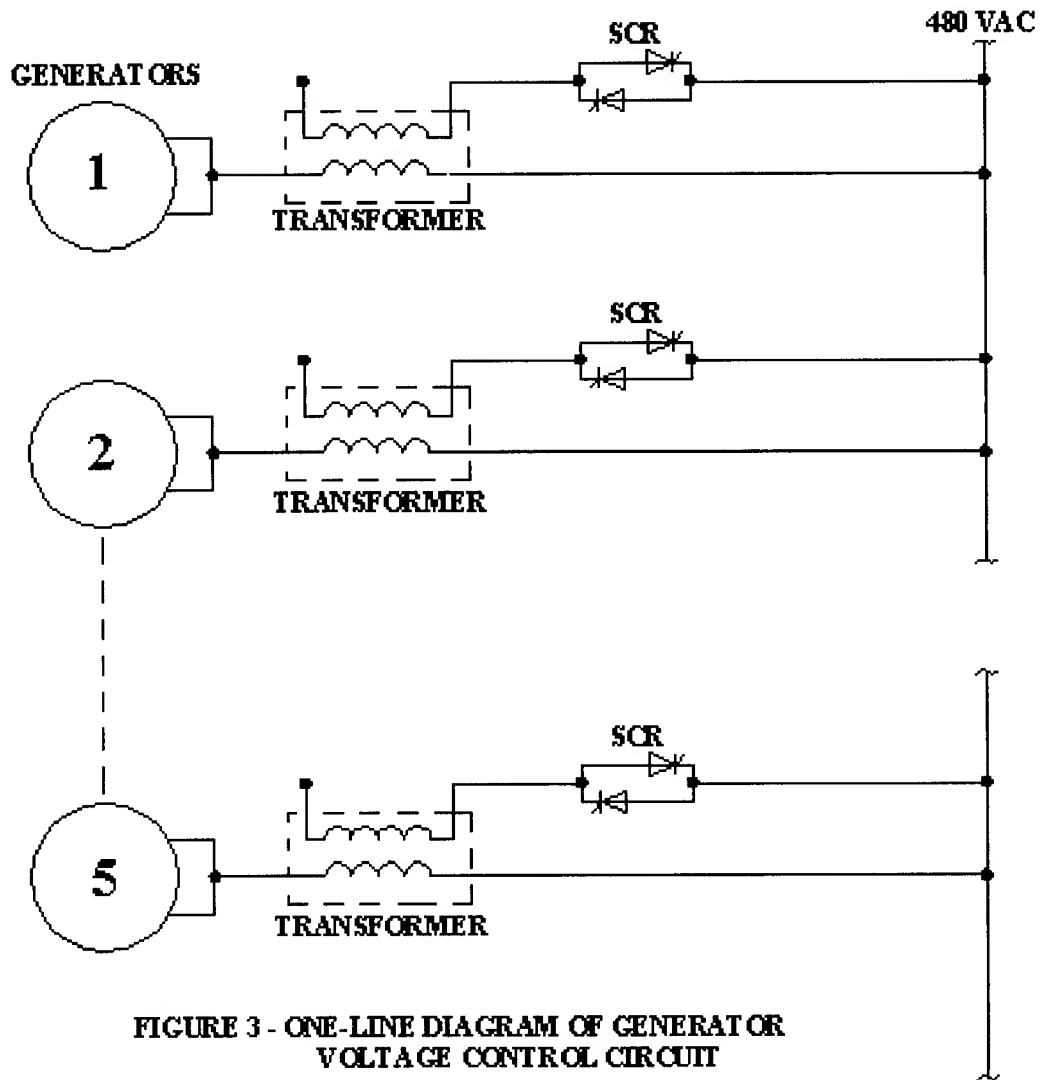 480 VAC
SCR
GENERATORS
1
TRANSFORMER
SCR
2
TRANSFORMER
SCR
5
TRANSFORMER
FIGURE 3 - ONE-LINE DIAGRAM OF GENERATOR
VOLTAGE CONTROL CIRCUIT